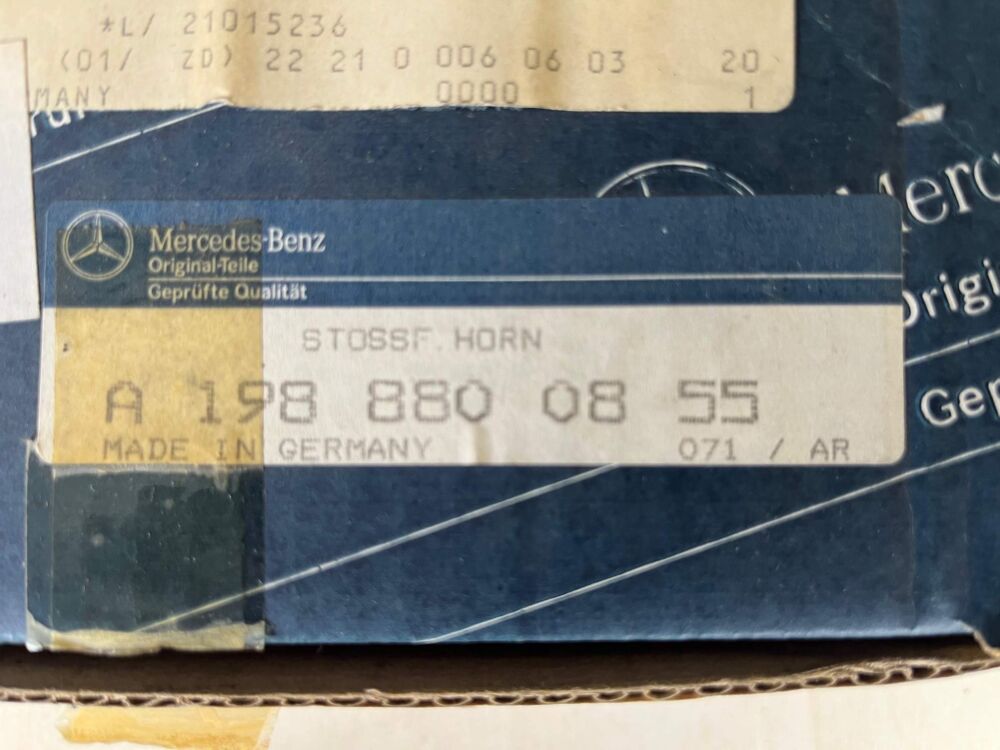 *L/ 21015236
(01/ ZD) 22 21 0 006 06 03 20
MANY 0000 1
Merc
Origi
Gep
Mercedes-Benz
Original-Teile
Geprüfte Qualität
STOSSF.HORN
A 198 880 08 55
MADE IN GERMANY 071 / AR